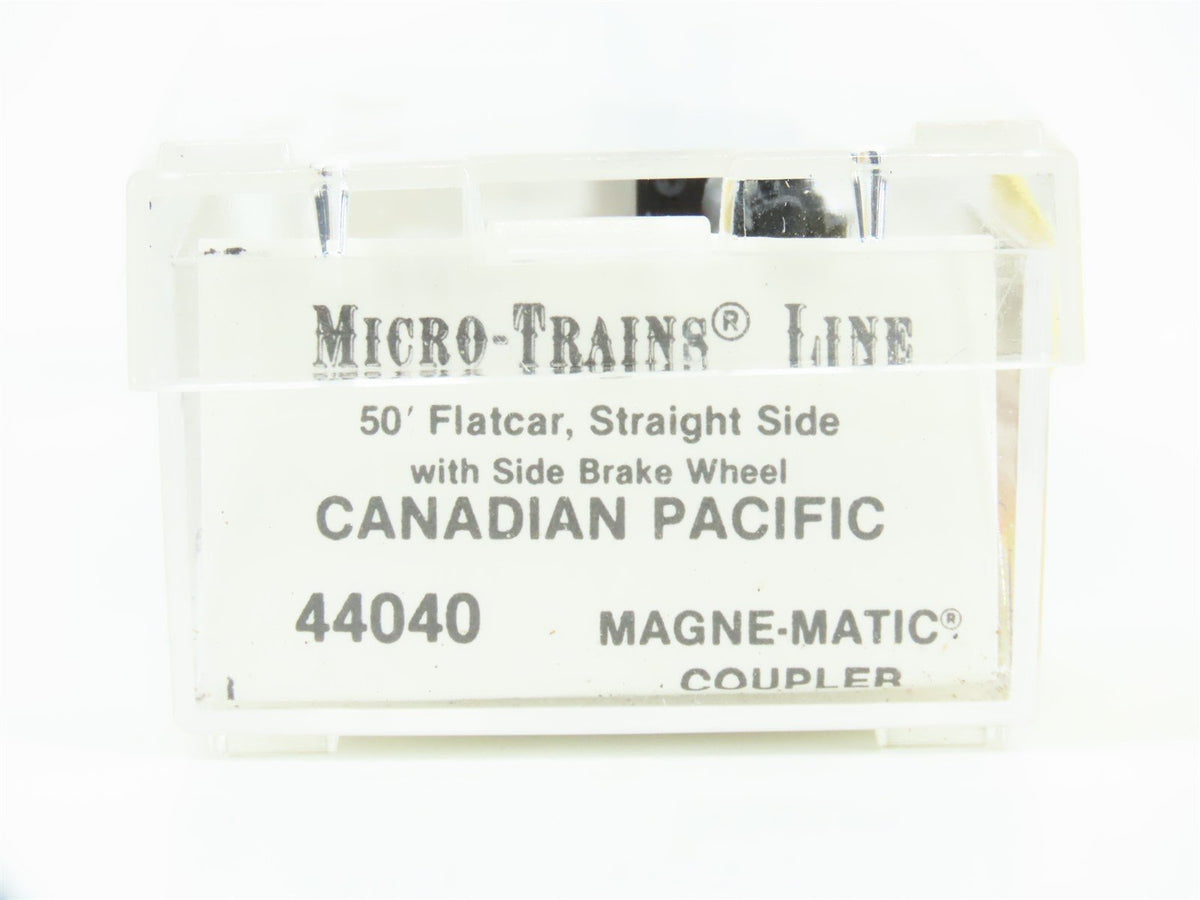 MICRO-TRAINS® LINE
50' Flatcar, Straight Side
with Side Brake Wheel
CANADIAN PACIFIC
44040
MAGNE-MATIC®
COUPLER